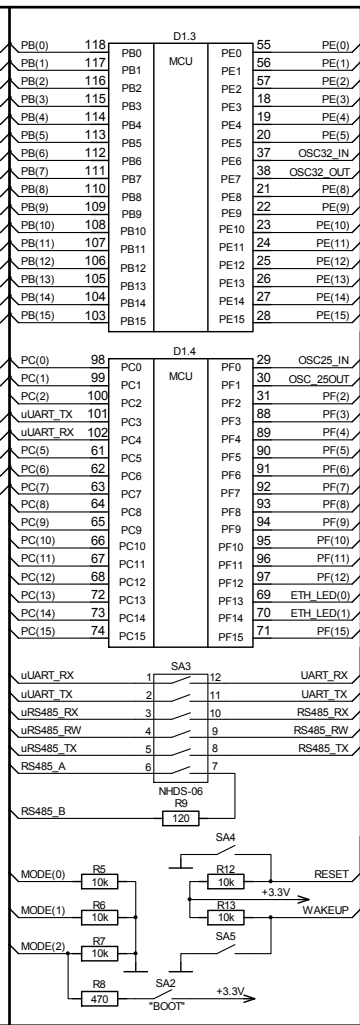 D1.3
PB(0) 118 PB0 MCU PE0 55 PE(0)
PB(1) 117 PB1 PE1 56 PE(1)
PB(2) 116 PB2 PE2 57 PE(2)
PB(3) 115 PB3 PE3 18 PE(3)
PB(4) 114 PB4 PE4 19 PE(4)
PB(5) 113 PB5 PE5 20 PE(5)
PB(6) 112 PB6 PE6 37 OSC32_IN
PB(7) 111 PB7 PE7 38 OSC32_OUT
PB(8) 110 PB8 PE8 21 PE(8)
PB(9) 109 PB9 PE9 22 PE(9)
PB(10) 108 PB10 PE10 23 PE(10)
PB(11) 107 PB11 PE11 24 PE(11)
PB(12) 106 PB12 PE12 25 PE(12)
PB(13) 105 PB13 PE13 26 PE(13)
PB(14) 104 PB14 PE14 27 PE(14)
PB(15) 103 PB15 PE15 28 PE(15)
D1.4
PC(0) 98 PC0 MCU PF0 29 OSC25_IN
PC(1) 99 PC1 PF1 30 OSC_25OUT
PC(2) 100 PC2 PF2 31 PF(2)
uUART_TX 101 PC3 PF3 88 PF(3)
uUART_RX 102 PC4 PF4 89 PF(4)
PC(5) 61 PC5 PF5 90 PF(5)
PC(6) 62 PC6 PF6 91 PF(6)
PC(7) 63 PC7 PF7 92 PF(7)
PC(8) 64 PC8 PF8 93 PF(8)
PC(9) 65 PC9 PF9 94 PF(9)
PC(10) 66 PC10 PF10 95 PF(10)
PC(11) 67 PC11 PF11 96 PF(11)
PC(12) 68 PC12 PF12 97 PF(12)
PC(13) 72 PC13 PF13 69 ETH_LED(0)
PC(14) 73 PC14 PF14 70 ETH_LED(1)
PC(15) 74 PC15 PF15 71 PF(15)
SA3
uUART_RX 1 12 UART_RX
uUART_TX 2 11 UART_TX
uRS485_RX 3 10 RS485_RX
uRS485_RW 4 9 RS485_RW
uRS485_TX 5 8 RS485_TX
RS485_A 6 7
NHDS-06
R9
RS485_B 120
SA4
MODE(0) R5 10k R12 10k RESET
+3.3V
MODE(1) R6 10k R13 10k WAKEUP
MODE(2) R7 10k SA5
R8 470 SA2 +3.3V
"BOOT"